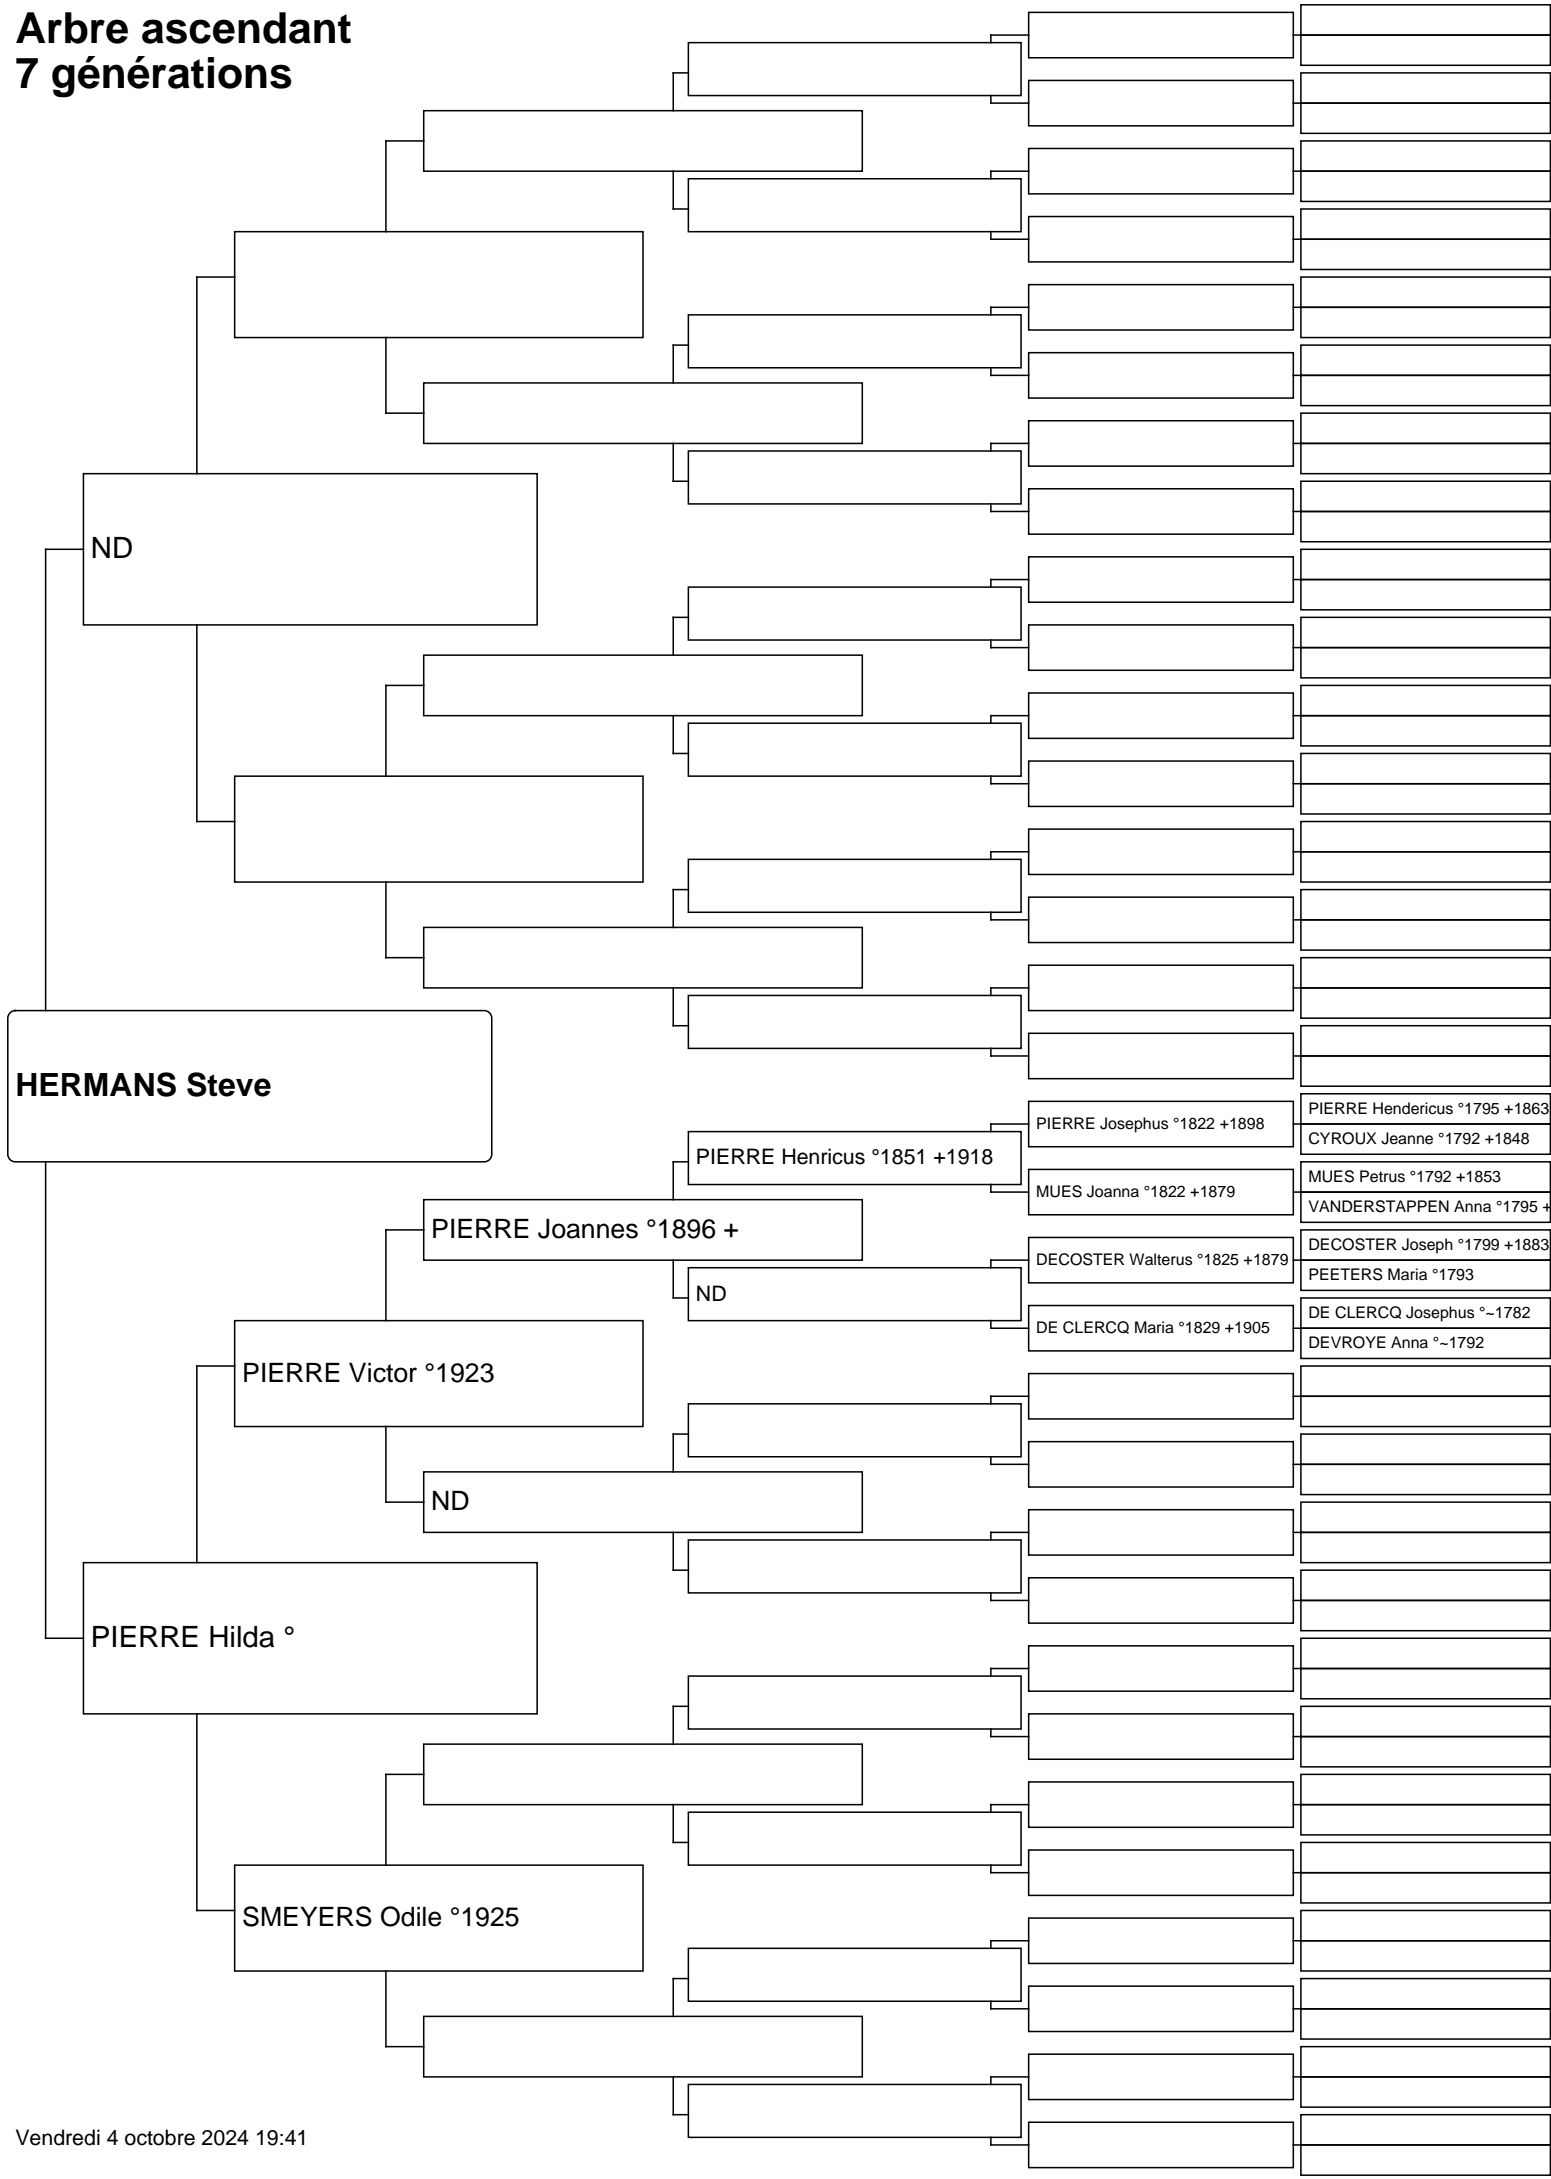 Arbre ascendant
7 générations
ND
HERMANS Steve
PIERRE Hendericus °1795 +1863
PIERRE Josephus °1822 +1898
CYROUX Jeanne °1792 +1848
PIERRE Henricus °1851 +1918
MUES Petrus °1792 +1853
MUES Joanna °1822 +1879
VANDERSTAPPEN Anna °1795 +
PIERRE Joannes °1896 +
DECOSTER Joseph °1799 +1883
DECOSTER Walterus °1825 +1879
PEETERS Maria °1793
ND
DE CLERCQ Josephus °~1782
DE CLERCQ Maria °1829 +1905
DEVROYE Anna °~1792
PIERRE Victor °1923
ND
PIERRE Hilda °
SMEYERS Odile °1925
Vendredi 4 octobre 2024 19:41